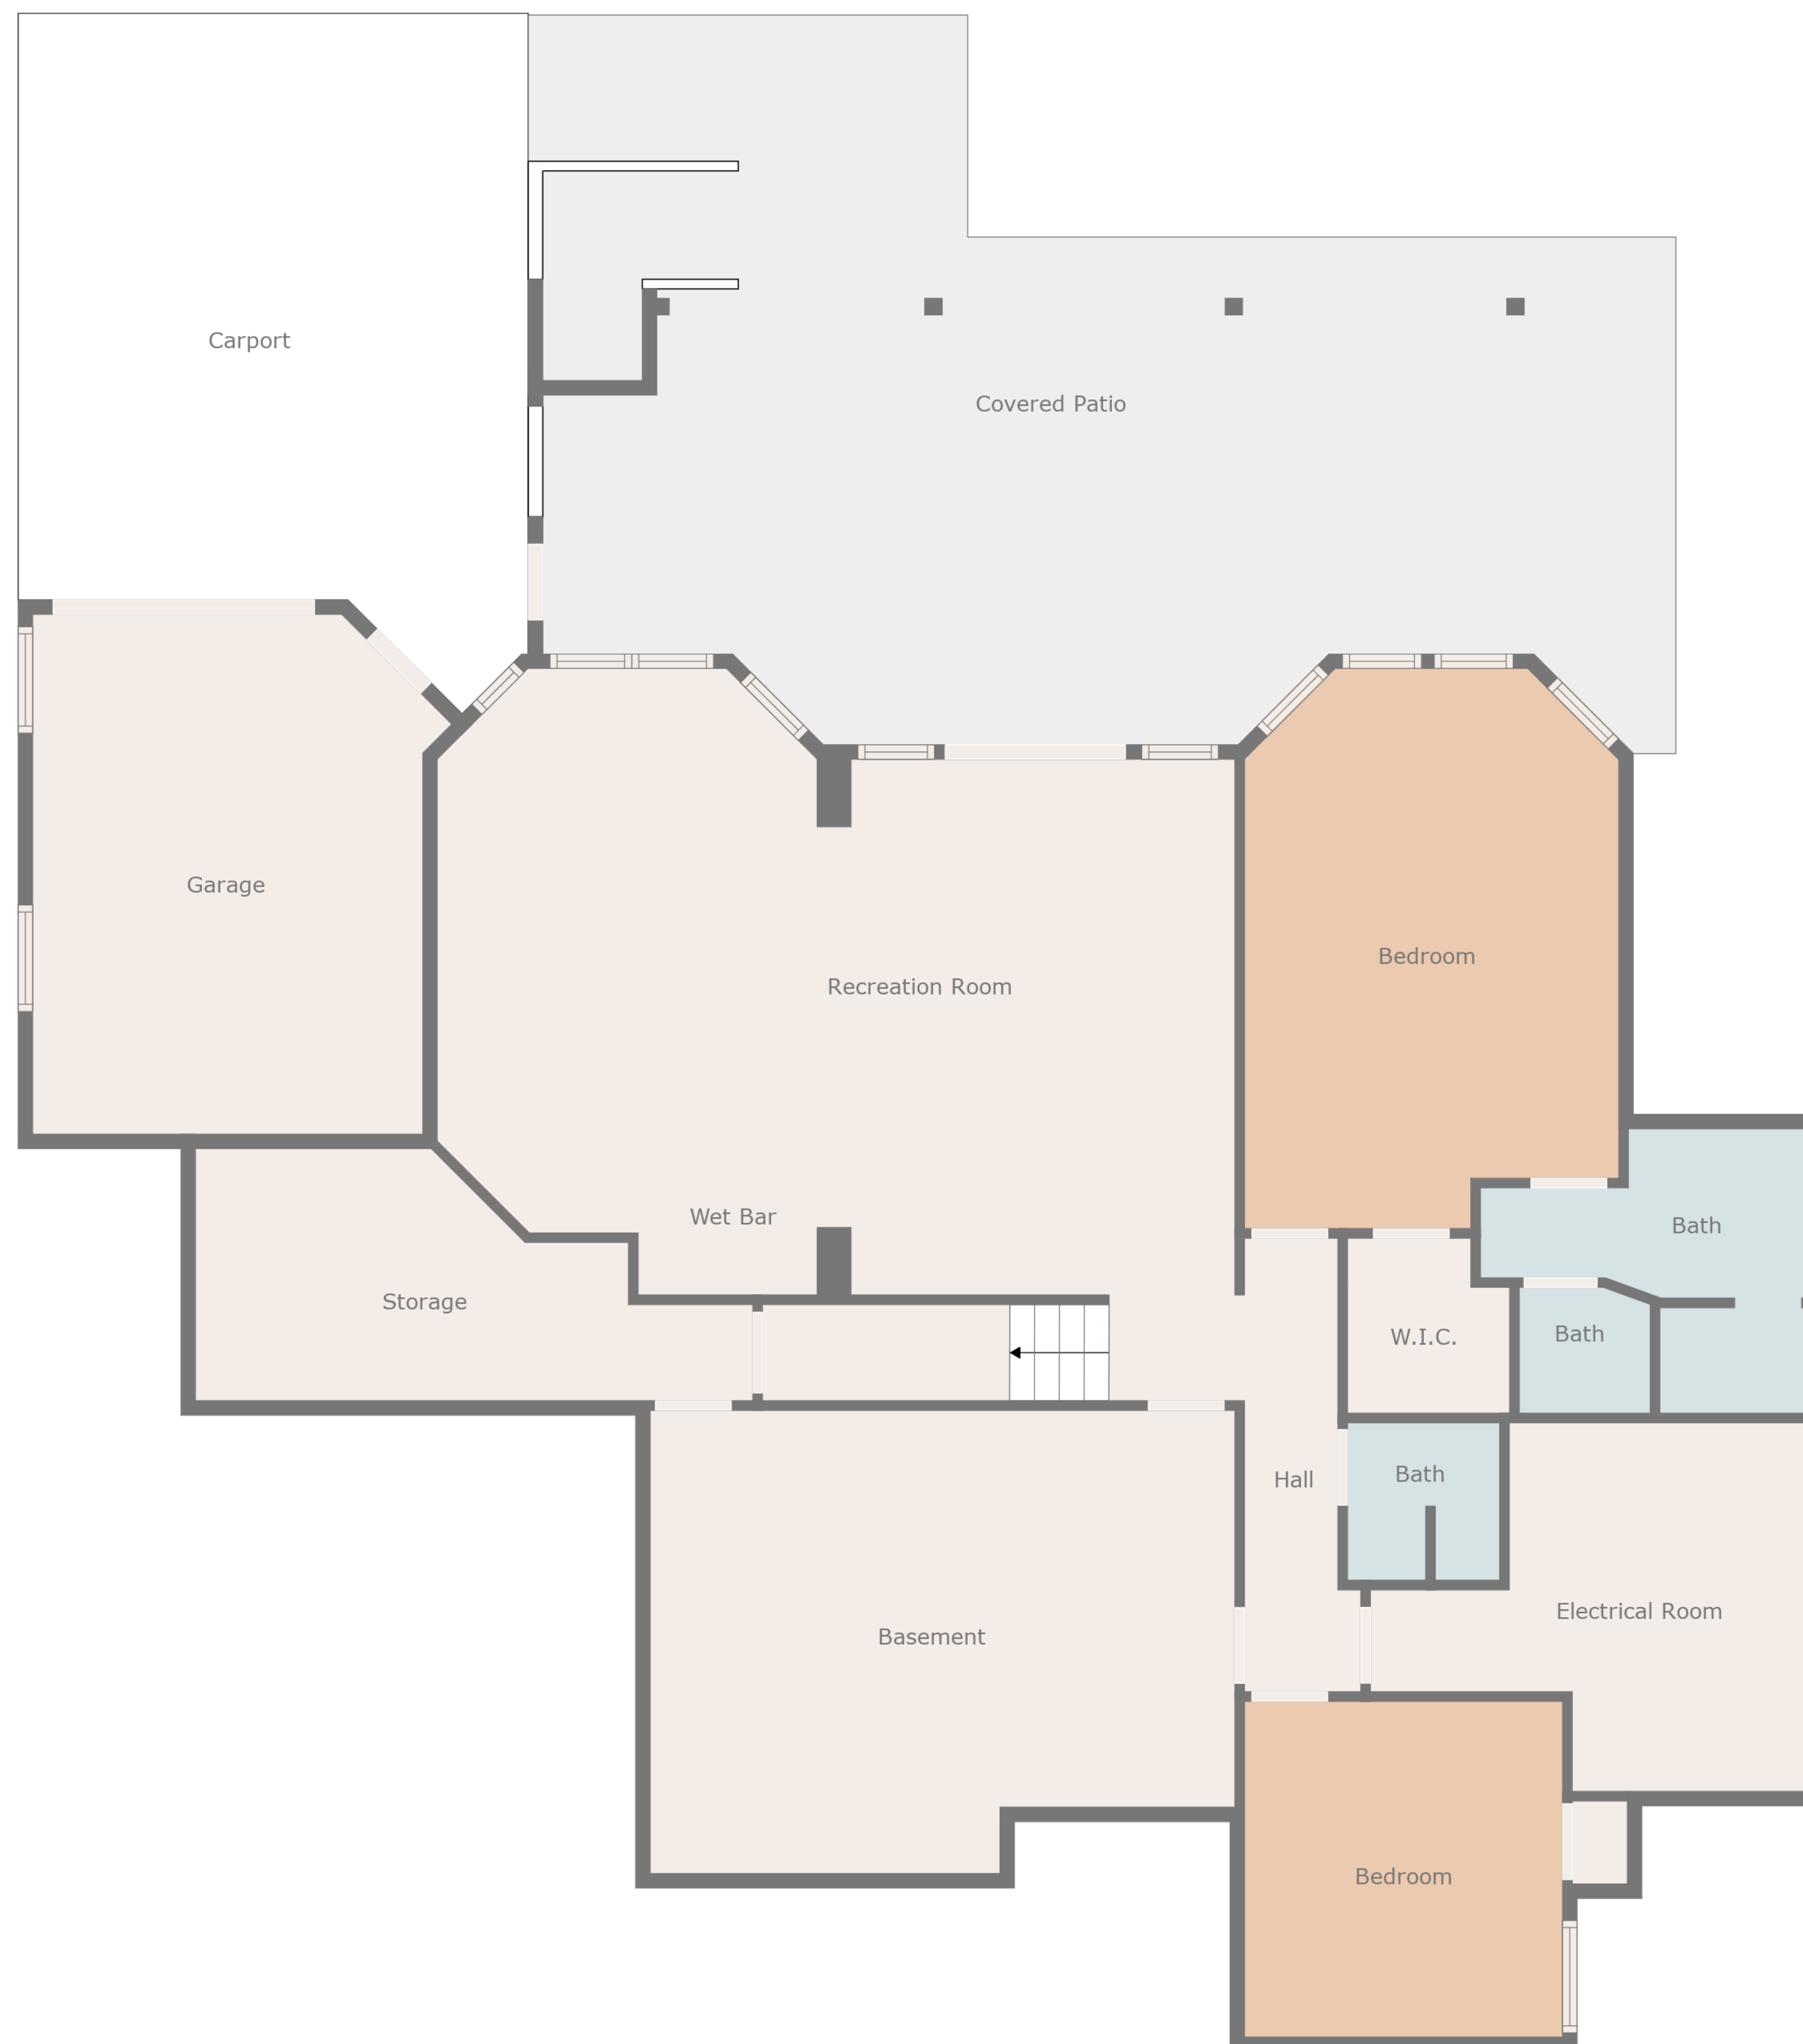 Carport
Covered Patio
Garage
Bedroom
Recreation Room
Wet Bar
Bath
Storage
Bath
W.I.C.
Bath
Hall
Electrical Room
Basement
Bedroom